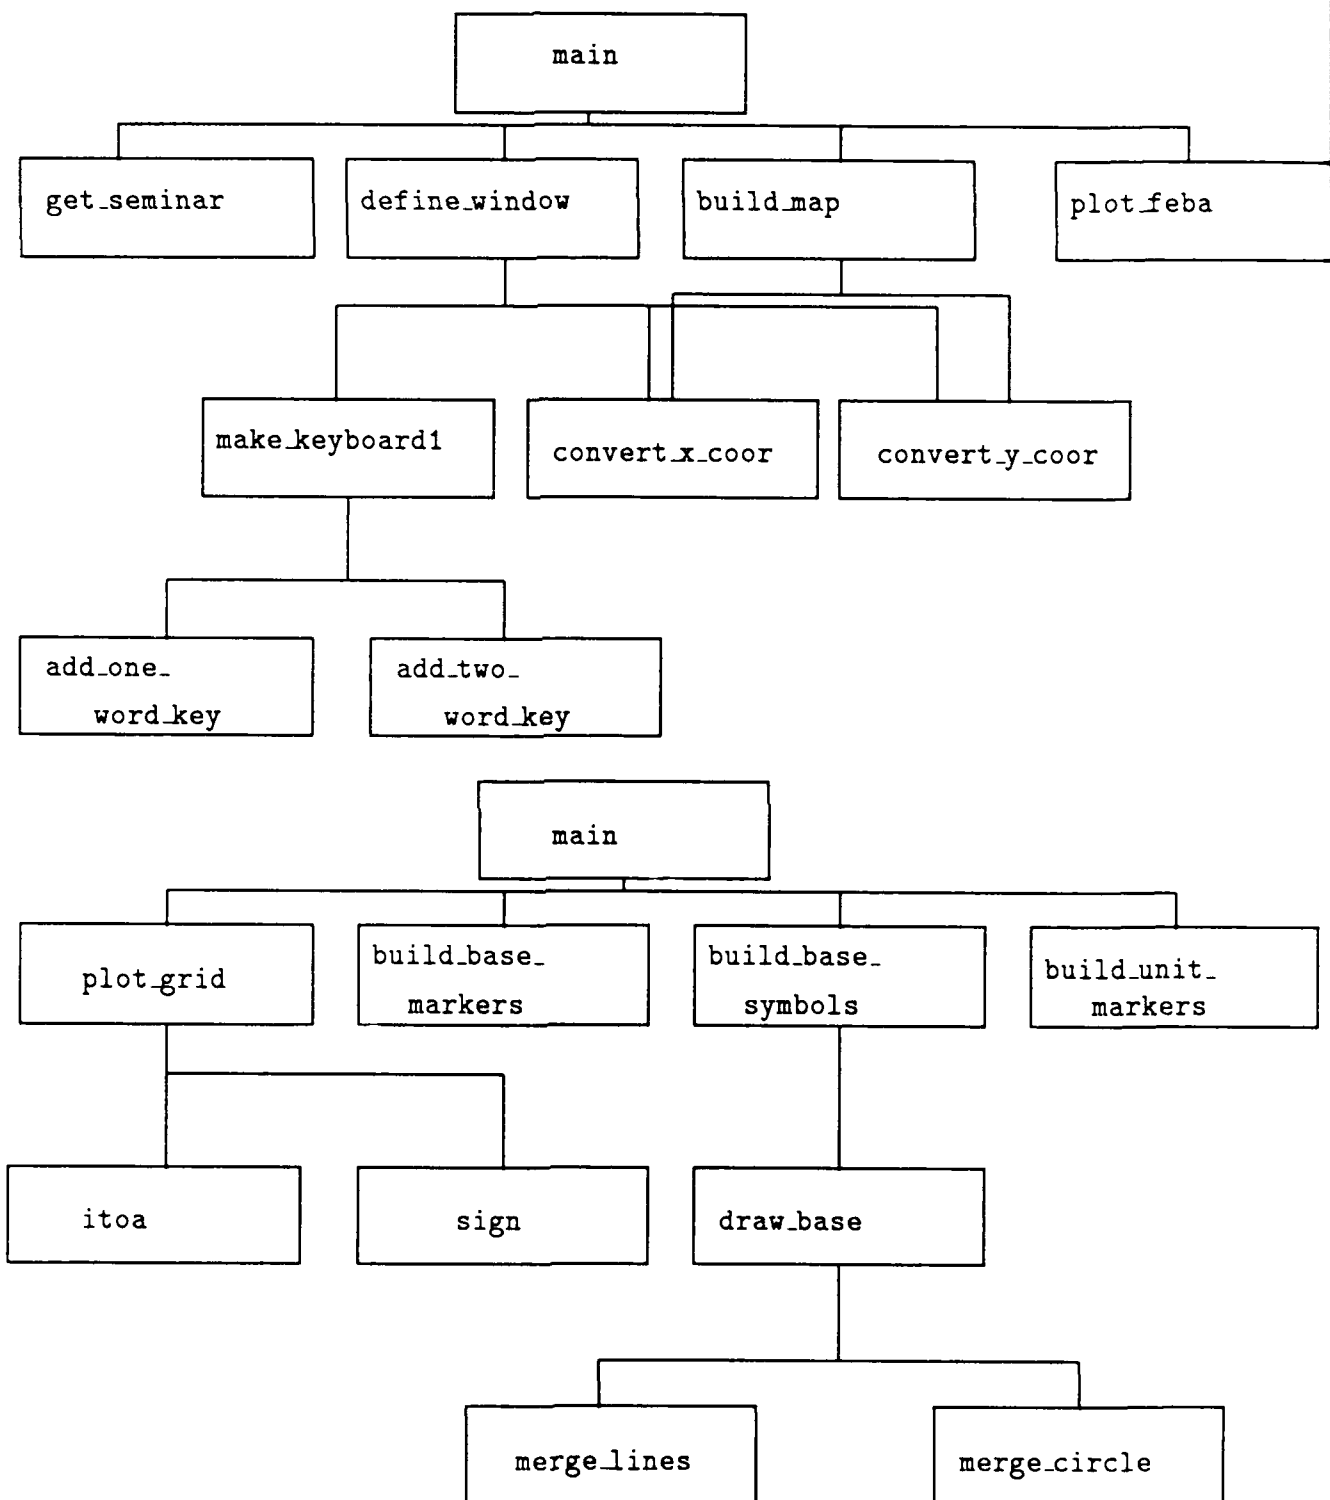 main
get_seminar
define_window
build_map
plot_feba
make_keyboard1
convert_x_coor
convert_y_coor
add_one_
word_key
add_two_
word_key
main
plot_grid
build_base_
markers
build_base_
symbols
build_unit_
markers
itoa
sign
draw_base
merge_lines
merge_circle